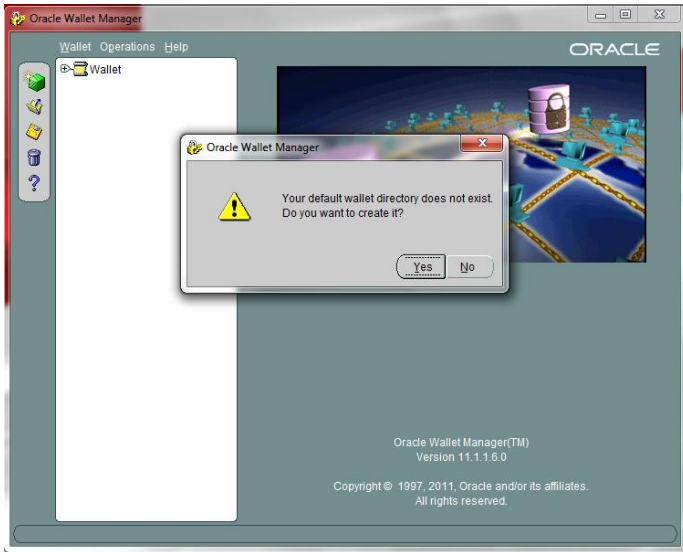 Oracle Wallet Manager
Wallet Operations Help
ORACLE
Wallet
?
Oracle Wallet Manager
Your default wallet directory does not exist.
Do you want to create it?
Yes No
Oracle Wallet Manager(TM)
Version 11.1.1.6.0
Copyright © 1997, 2011, Oracle and/or its affiliates.
All rights reserved.